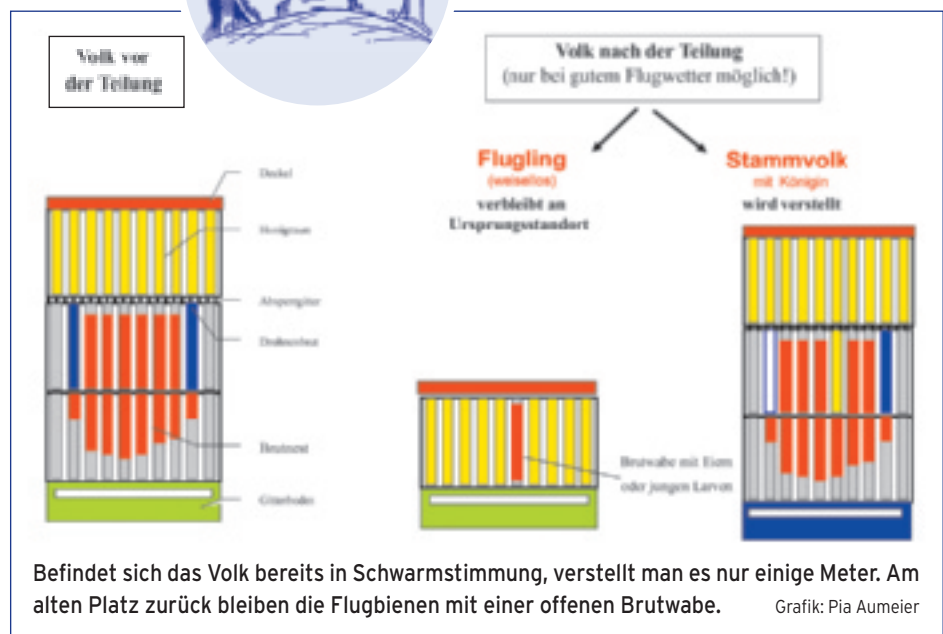 Volk vor
der Teilung
Volk nach der Teilung
(nur bei gutem Flugwetter möglich!)
Flugling
(weisellos)
verbleibt an
Ursprungsstandort
Stammvolk
mit Königin
wird verstellt
Deckel
Honigraum
Absperrgitter
Drohnenbrut
Brutnest
Gitterboden
Brutwabe mit Eiern
oder jungen Larven
Befindet sich das Volk bereits in Schwarmstimmung, verstellt man es nur einige Meter. Am
alten Platz zurück bleiben die Flugbienen mit einer offenen Brutwabe.
Grafik: Pia Aumeier